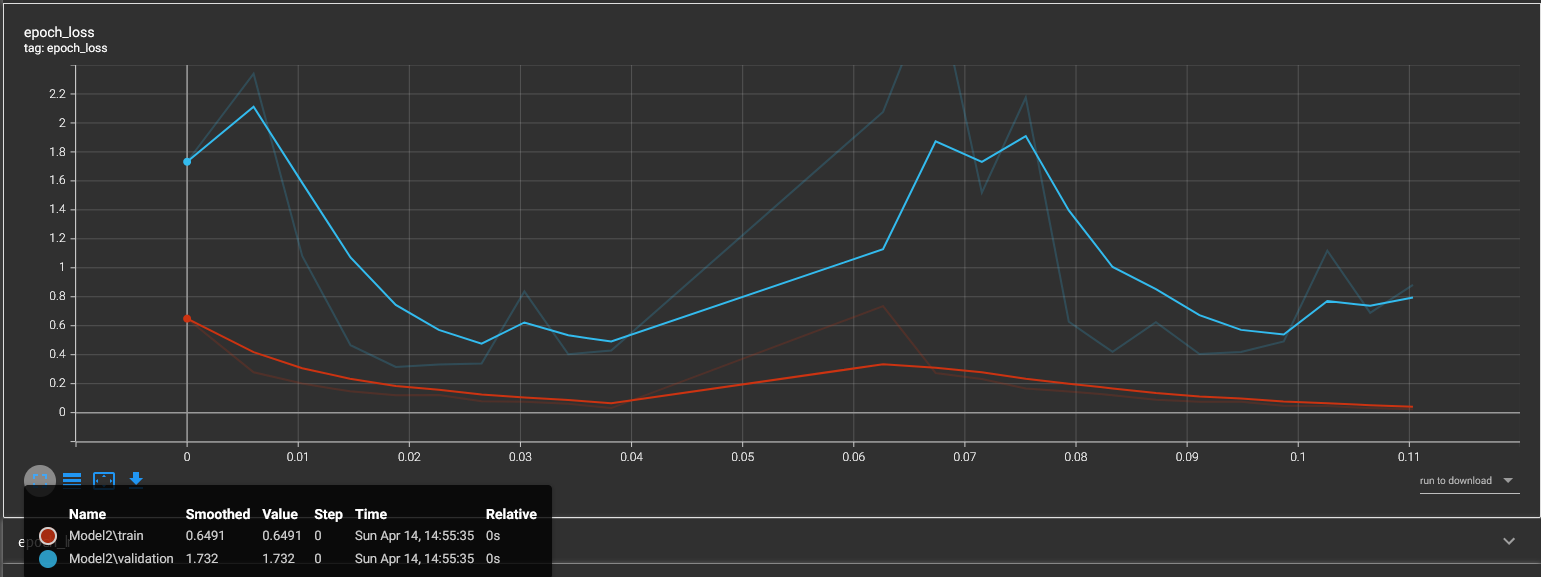 epoch_loss
tag: epoch_loss
2.2
2
1.8
1.6
1.4
1.2
1
0.8
0.6
0.4
0.2
0
0 0.01 0.02 0.03 0.04 0.05 0.06 0.07 0.08 0.09 0.1 0.11
run to download
Name Smoothed Value Step Time Relative
Model2\train 0.6491 0.6491 0 Sun Apr 14, 14:55:35 0s
Model2\validation 1.732 1.732 0 Sun Apr 14, 14:55:35 0s